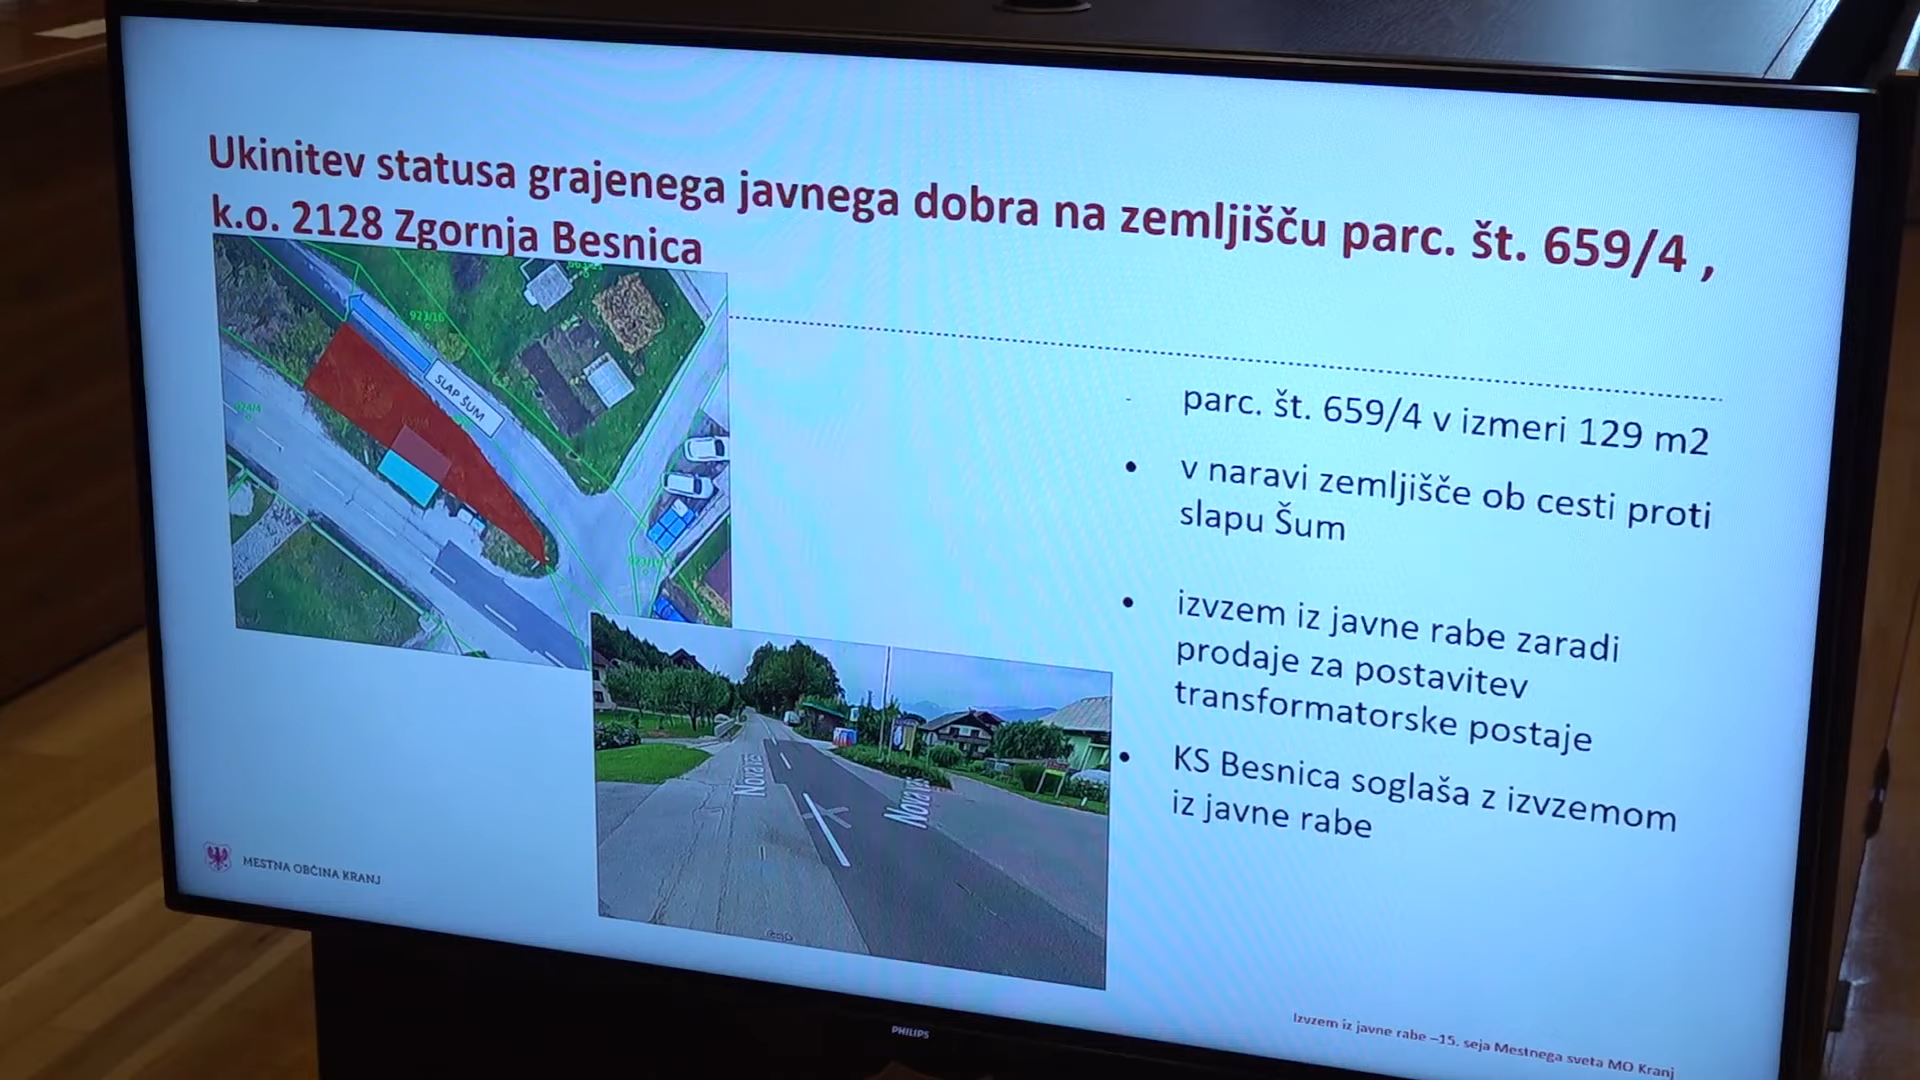 Ukinitev statusa grajenega javnega dobra na zemljišču parc. št. 659/4 ,
k.o. 2128 Zgornja Besnica
923/16
SLAP ŠUM
- parc. št. 659/4 v izmeri 129 m2
• v naravi zemljišče ob cesti proti
slapu Šum
• izvzem iz javne rabe zaradi
prodaje za postavitev
transformatorske postaje
• KS Besnica soglaša z izvzemom
iz javne rabe
MESTNA OBČINA KRANJ
Izvzem iz javne rabe –15. seja Mestnega sveta MO Kranj
PHILIPS